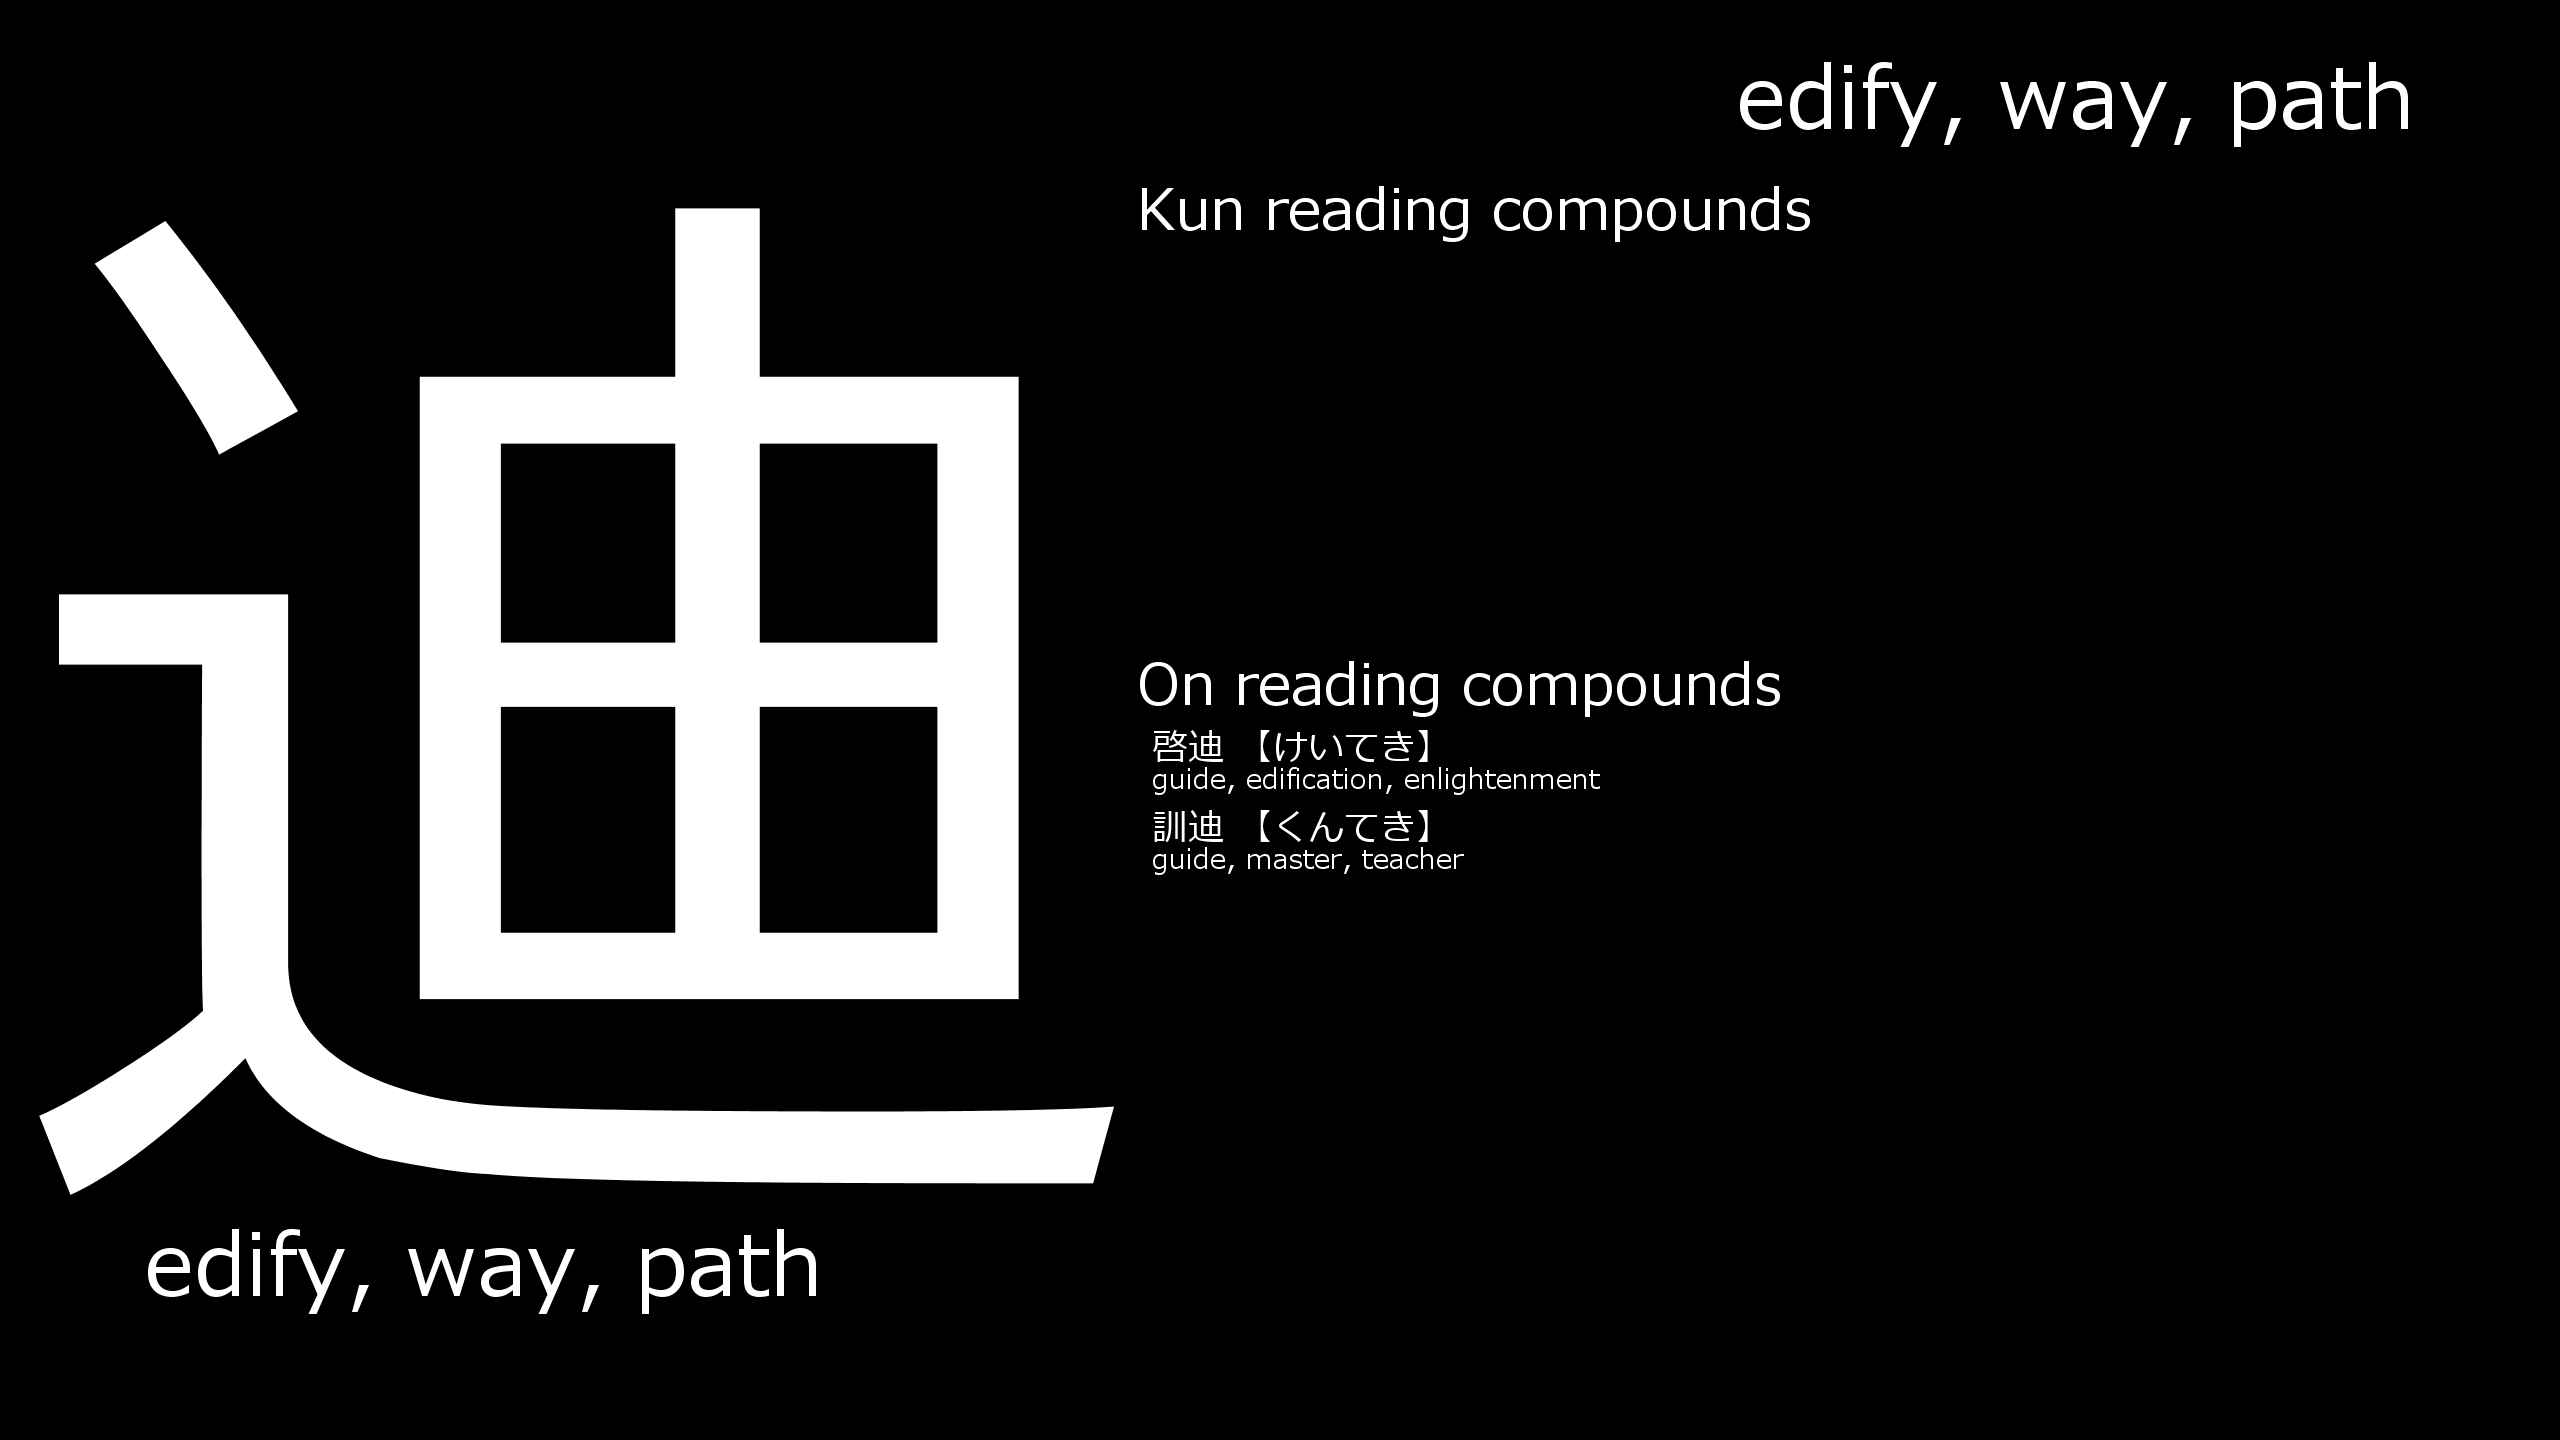 edify, way, path
Kun reading compounds
迪
On reading compounds
啓迪 【けいてき】
guide, edification, enlightenment
訓迪 【くんてき】
guide, master, teacher
edify, way, path